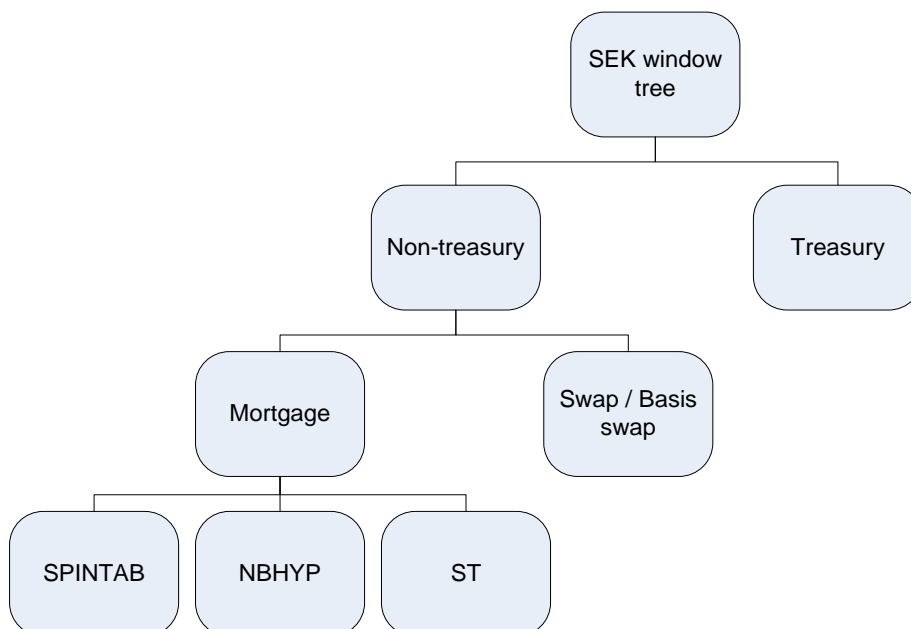 SEK window
tree
Non-treasury
Treasury
Mortgage
Swap / Basis
swap
SPINTAB
NBHYP
ST